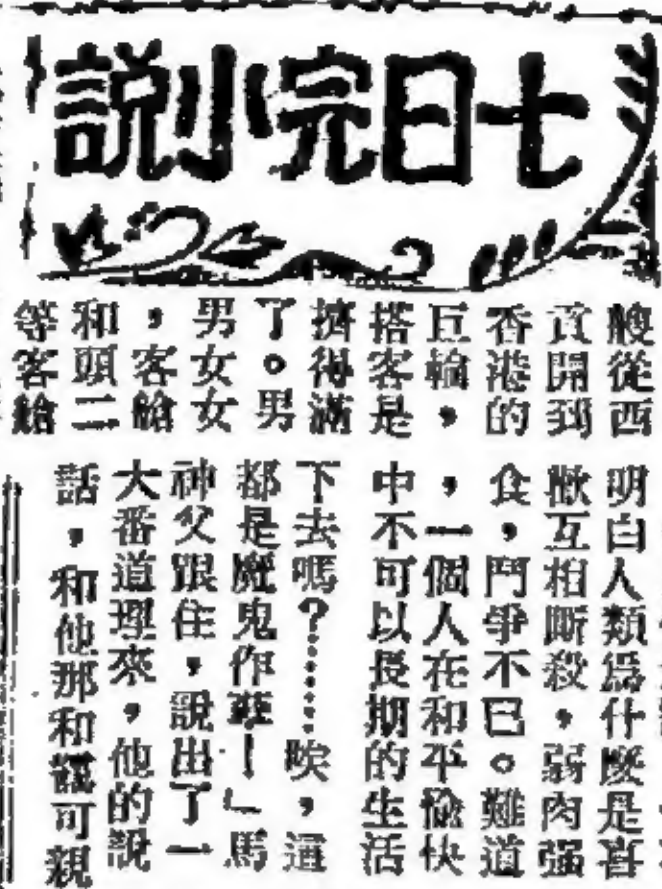 七日完小説
艘從西
貢開到
香港的
巨輪，
搭客是
擠得滿
了。男
男女女
，客艙
和頭二
等客艙
明白人類爲什麼是喜
獸互相斯殺，弱肉强
食，鬥爭不已。難道
，一個人在和平愉快
中不可以長期的生活
下去嗎？………唉，這
都是魔鬼作孽！」馬
神父跟住，說出了一
大番道理來，他的說
話，和他那和藹可親